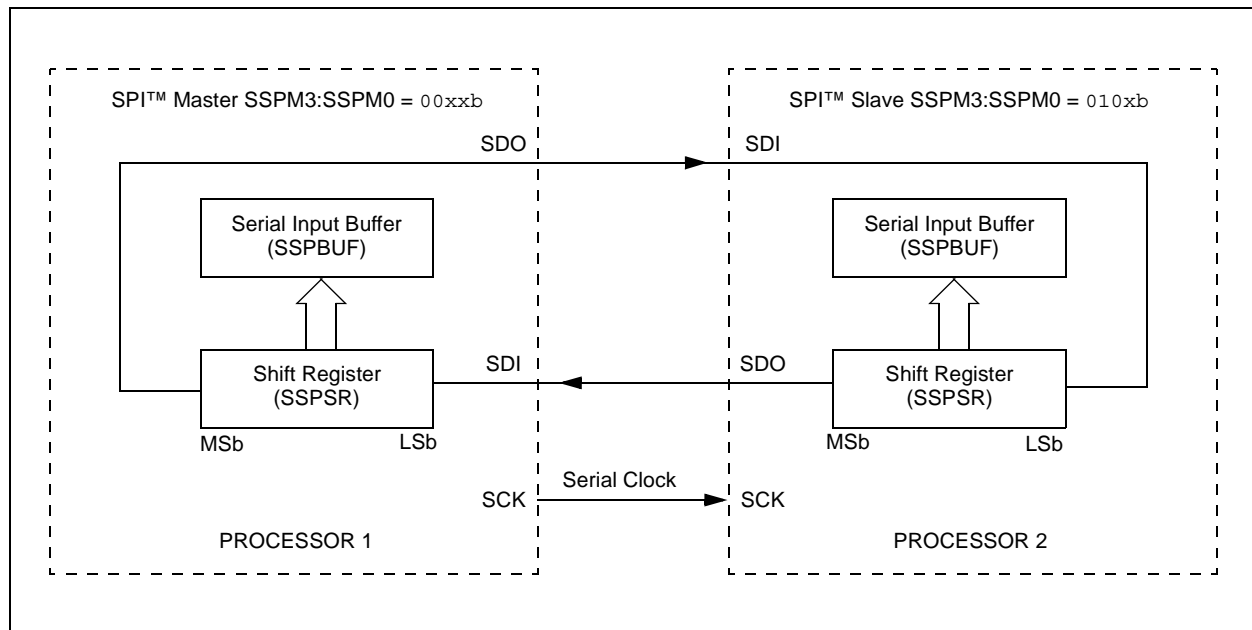 SPI™ Master SSPM3:SSPM0 = 00xxb
SPI™ Slave SSPM3:SSPM0 = 010xb
SDO
SDI
Serial Input Buffer
(SSPBUF)
Serial Input Buffer
(SSPBUF)
Shift Register
(SSPSR)
SDI
SDO
Shift Register
(SSPSR)
MSb
LSb
MSb
LSb
Serial Clock
SCK
SCK
PROCESSOR 1
PROCESSOR 2